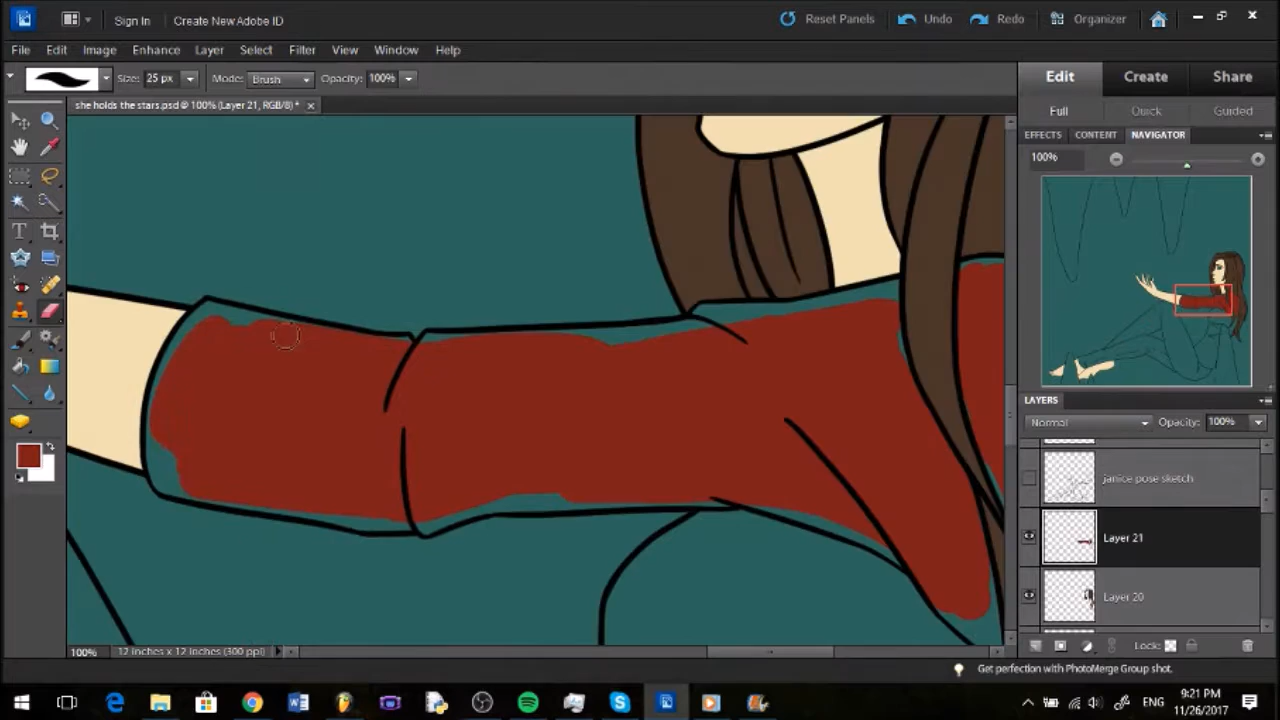 Sign In
Create New Adobe ID
Reset Panels
Undo
Redo
Organizer
File Edit Image Enhance Layer Select Filter View Window Help
Size: 25 px Mode: Brush Opacity: 100%
Edit Create Share
she holds the stars.psd @ 100% (Layer 21, RGB/8) *
Full Quick Guided
EFFECTS CONTENT NAVIGATOR
100%
LAYERS
Normal Opacity: 100%
janice pose sketch
Layer 21
Layer 20
Lock:
100% 12 inches x 12 inches (300 ppi)
Get perfection with PhotoMerge Group shot.
ENG
9:21 PM
11/26/2017